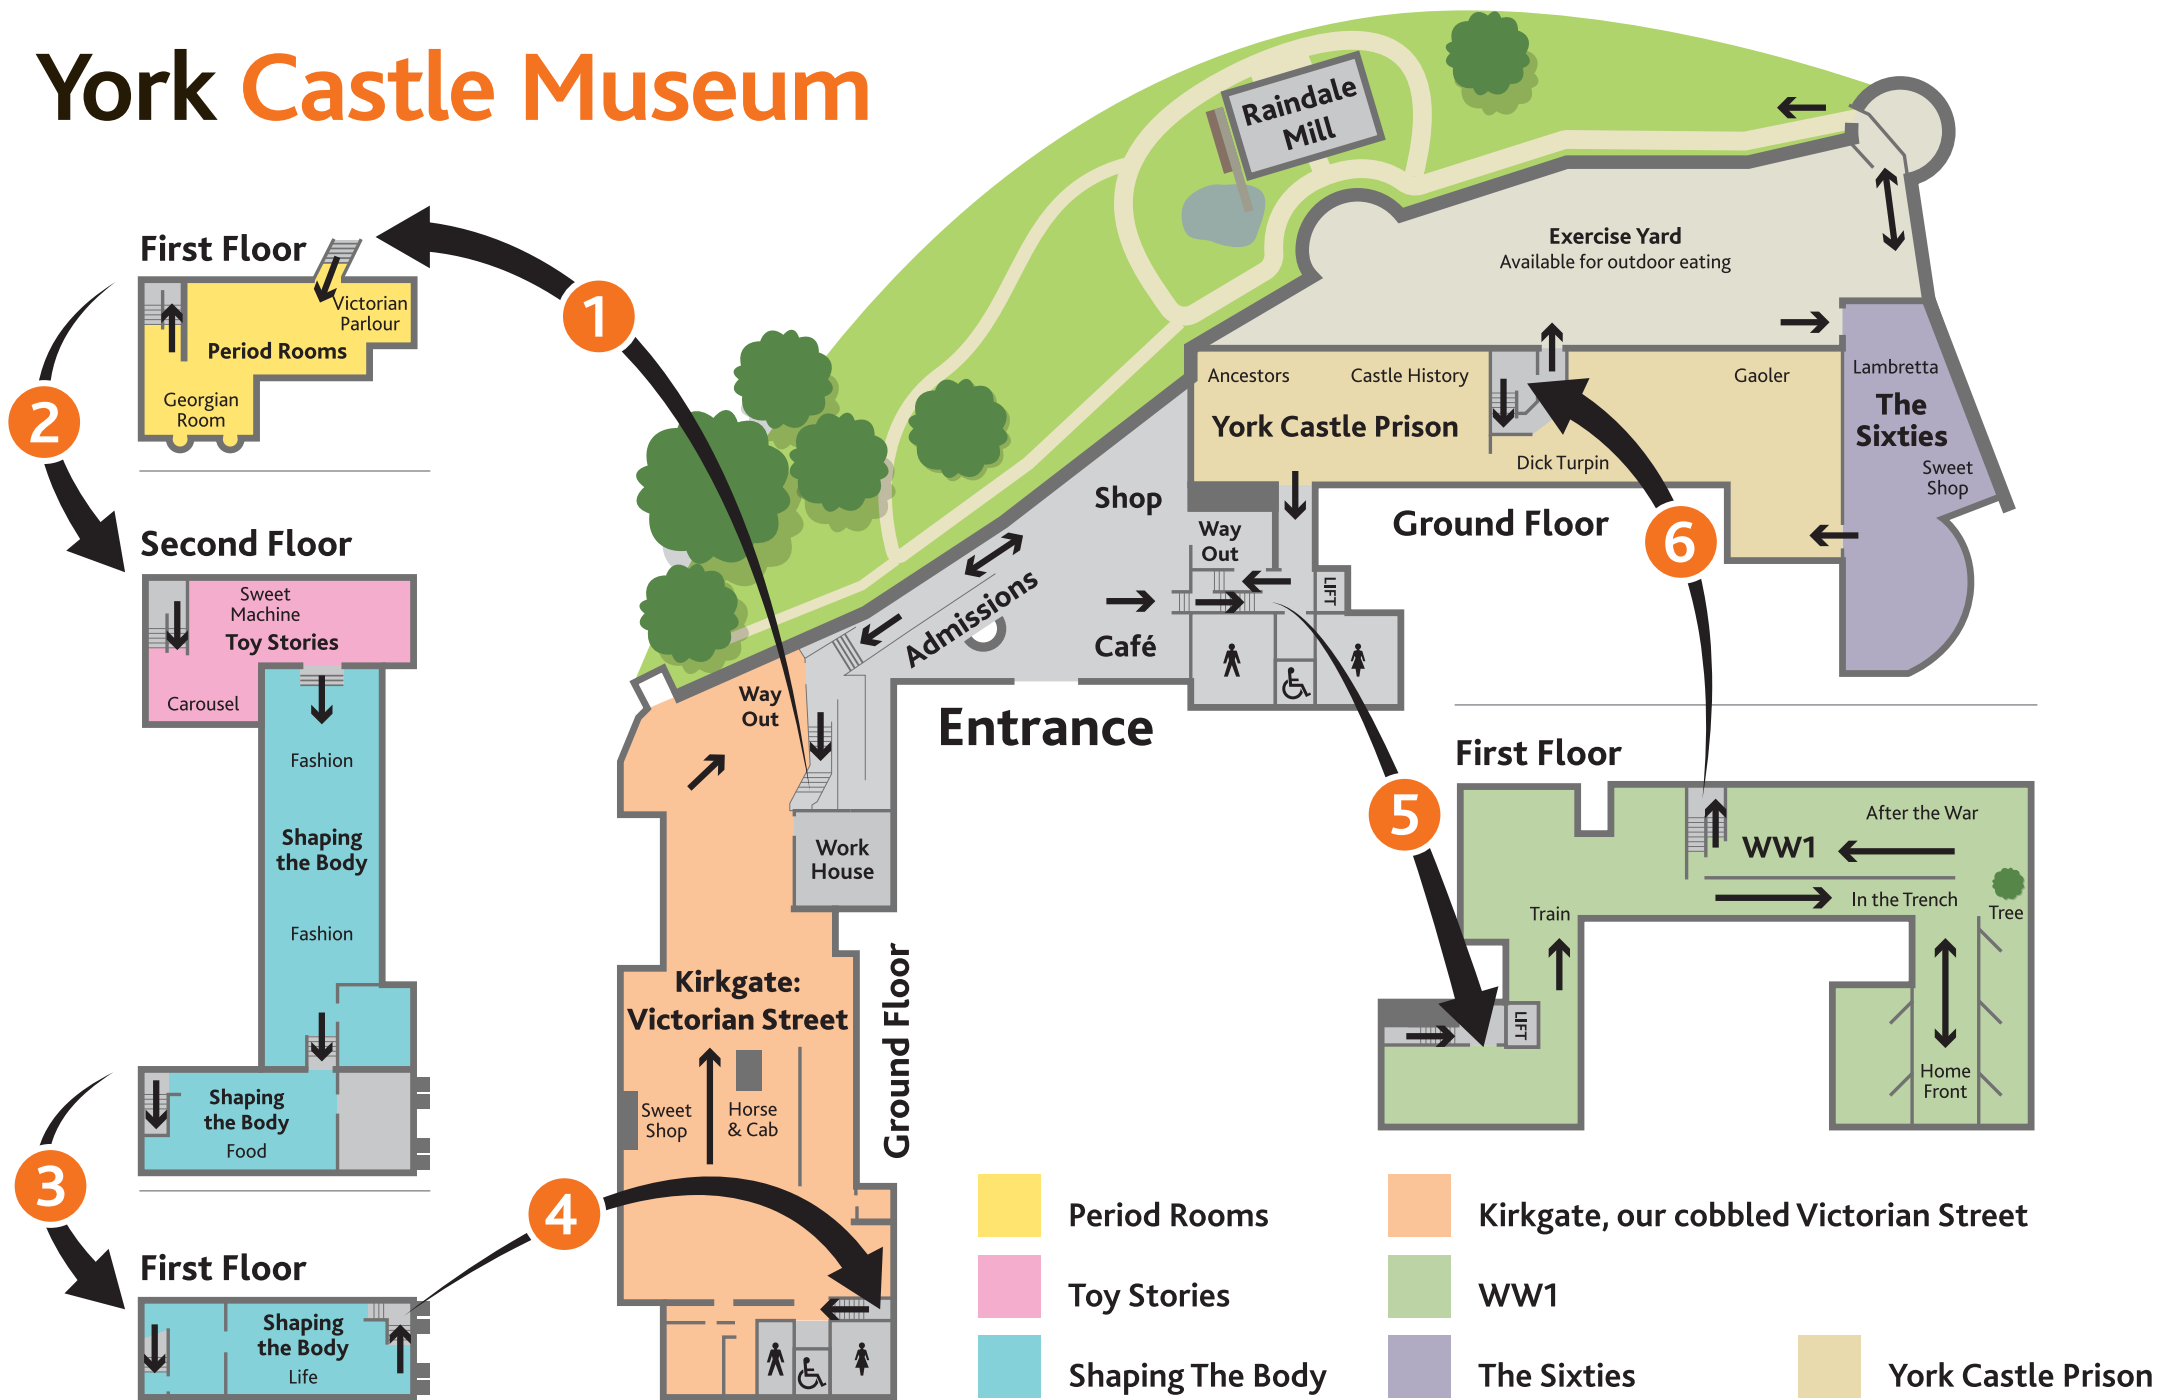 York Castle Museum
First Floor
Victorian
Parlour
Period Rooms
Georgian
Room
1
2
Second Floor
Sweet
Machine
Toy Stories
Carousel
Fashion
Shaping
the Body
Fashion
Shaping
the Body
Food
3
First Floor
Shaping
the Body
Life
4
Raindale
Mill
Exercise Yard
Available for outdoor eating
Ancestors
Castle History
Gaoler
York Castle Prison
Dick Turpin
Lambretta
The
Sixties
Sweet
Shop
Shop
Way
Out
Ground Floor
6
LIFT
Admissions
Café
Entrance
Way
Out
Work
House
Kirkgate:
Victorian Street
Ground Floor
Sweet
Shop
Horse
& Cab
5
First Floor
After the War
WW1
In the Trench
Tree
Train
LIFT
Home
Front
Period Rooms
Toy Stories
Shaping The Body
Kirkgate, our cobbled Victorian Street
WW1
The Sixties
York Castle Prison